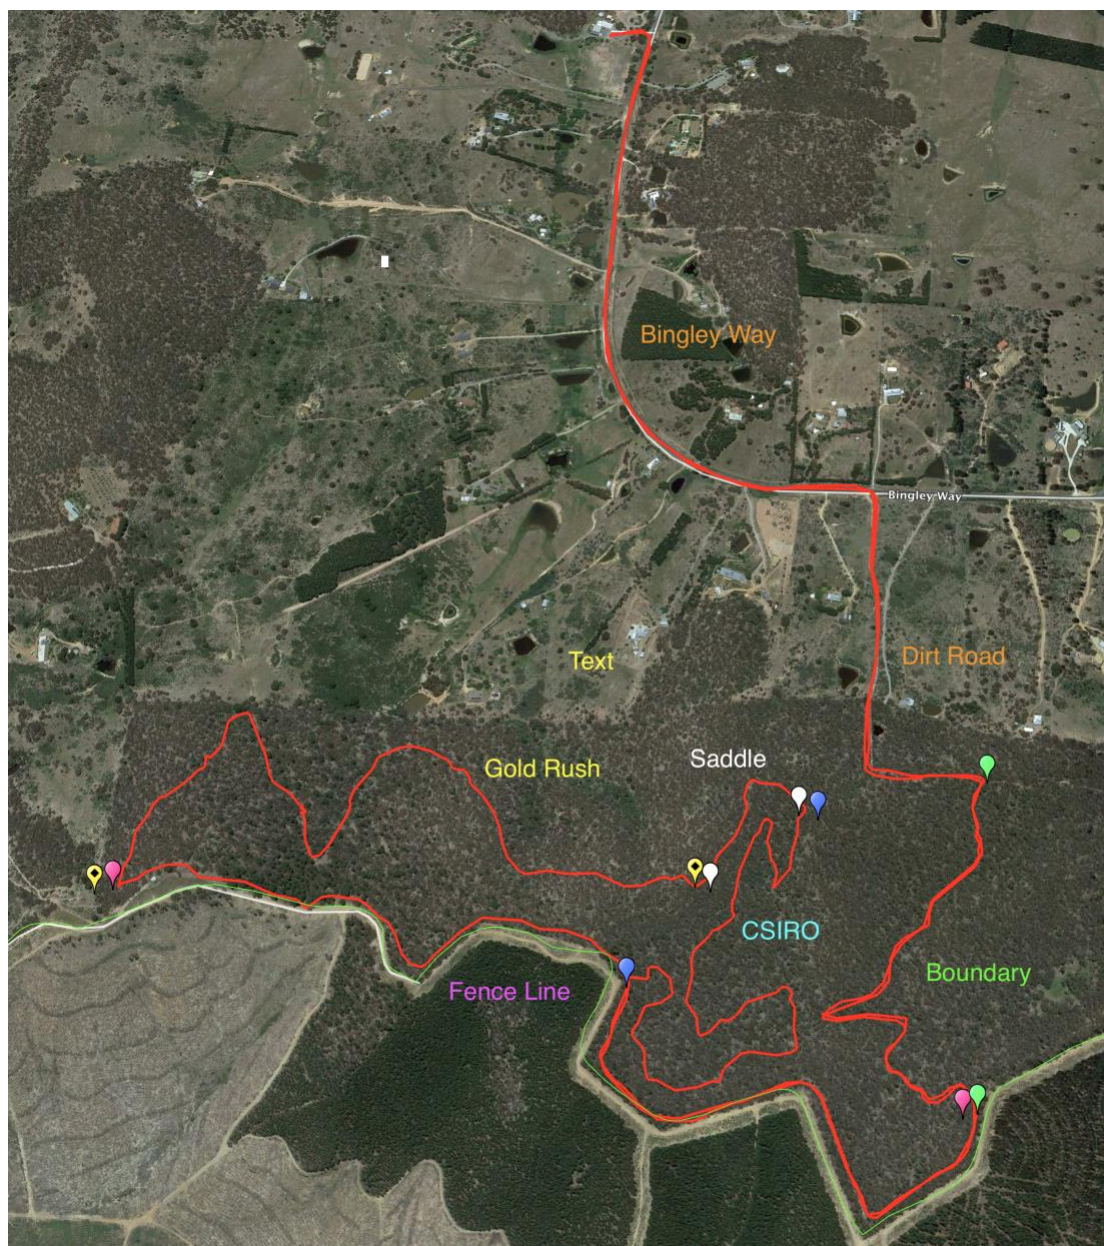 Bingley Way
Bingley Way
Dirt Road
Text
Saddle
Gold Rush
CSIRO
Boundary
Fence Line